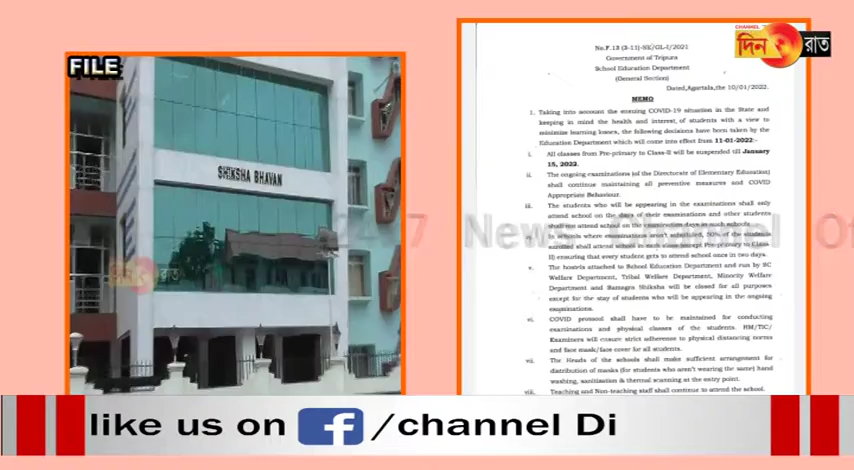 FILE
SHIKSHA BHAVAN
CHANNEL
দিন রাত
No.F.13 (3-11)-SE/GL-I/2021
Government of Tripura
School Education Department
(General Section)
Dated, Agartala, the 10/01/2022.
MEMO
1. Taking into account the ensuing COVID-19 situation in the State and
keeping in mind the health and interest, of students with a view to
minimize learning losses, the following decisions have been taken by the
Education Department which will come into effect from 11-01-2022:-
i. All classes from Pre-primary to Class-II will be suspended till January
15, 2022.
ii. The ongoing examinations (of the Directorate of Elementary Education)
shall continue maintaining all preventive measures and COVID
Appropriate Behaviour.
iii. The students who will be appearing in the examinations shall only
attend school on the days of their examinations and other students
shall not attend school on the examination days in such schools.
In schools where examinations aren't scheduled, 50% of the students
enrolled shall attend school in each class (except Pre-primary to Class-
II) ensuring that every student gets to attend school once in two days.
v. The hostels attached to School Education Department and run by SC
Welfare Department, Tribal Welfare Department, Minority Welfare
Department and Samagra Shiksha will be closed for all purposes
except for the stay of students who will be appearing in the ongoing
examinations.
vi. COVID protocol shall have to be maintained for conducting
examinations and physical classes of the students. HM/TIC/
Examiners will ensure strict adherence to physical distancing norms
and face mask/face cover for all students.
vii. The Heads of the schools shall make sufficient arrangement for
distribution of masks (for students who aren't wearing the same) hand
washing, sanitisation & thermal scanning at the entry point.
viii. Teaching and Non-teaching staff shall continue to attend the school.
24x7 News Channel Of
রাত
like us on f/channel Di